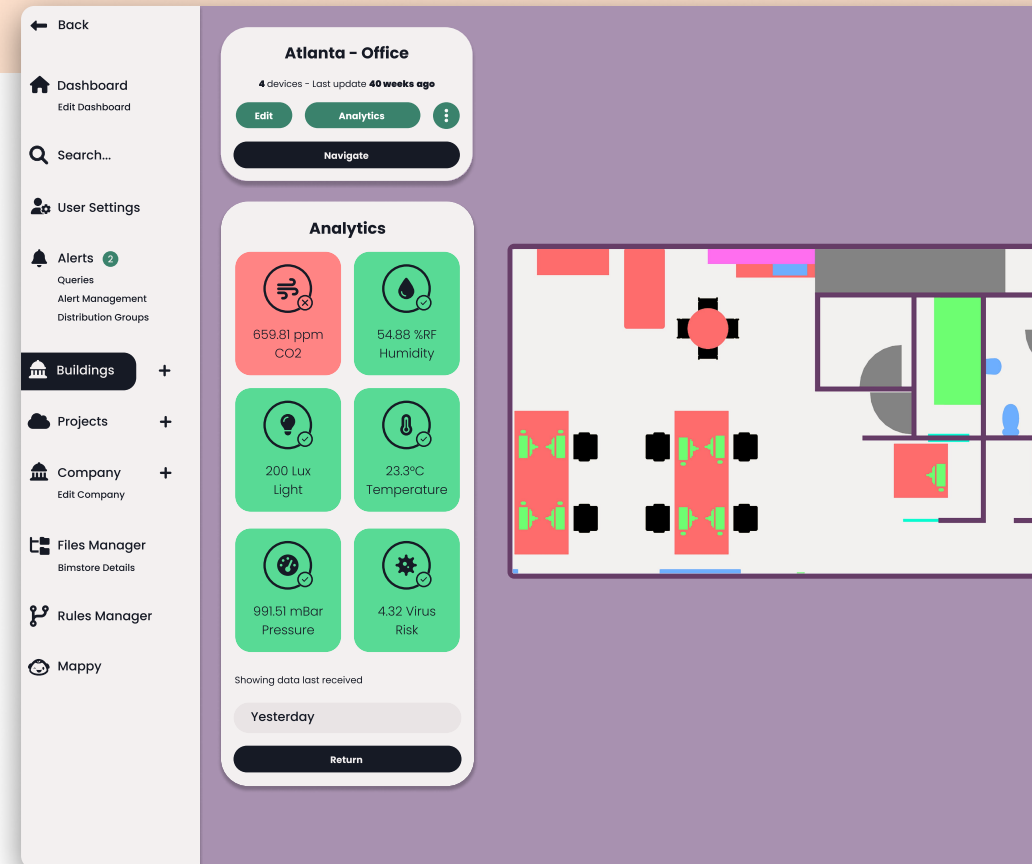 Back
Dashboard
Edit Dashboard
Search...
User Settings
Alerts 2
Queries
Alert Management
Distribution Groups
Buildings +
Projects +
Company +
Edit Company
Files Manager
Bimstore Details
Rules Manager
Mappy
Atlanta - Office
4 devices - Last update 40 weeks ago
Edit Analytics
Navigate
Analytics
659.81 ppm
CO2
54.88 %RF
Humidity
200 Lux
Light
23.3ºC
Temperature
991.51 mBar
Pressure
4.32 Virus
Risk
Showing data last received
Yesterday
Return